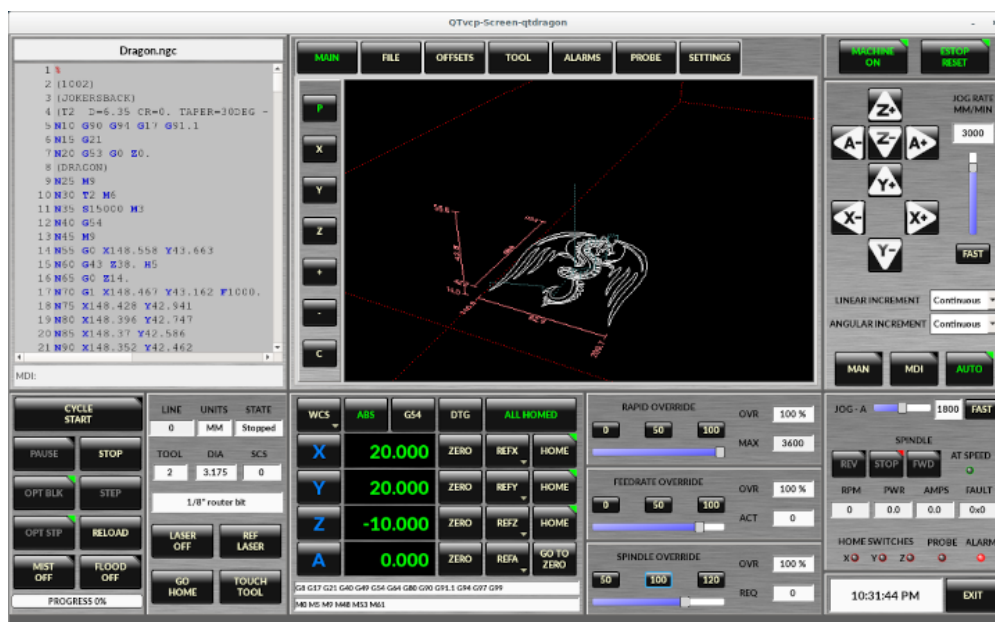 QTvcp-Screen-qtdragon
Dragon.ngc
1 %
2 (1002)
3 (JOKERSBACK)
4 (T2 D=6.35 CR=0. TAPER=30DEG -
5 N10 G90 G94 G17 G91.1
6 N15 G21
7 N20 G53 G0 Z0.
8 (DRAGON)
9 N25 M9
10 N30 T2 M6
11 N35 S15000 M3
12 N40 G54
13 N45 M9
14 N55 G0 X148.558 Y43.663
15 N60 G43 Z38. H5
16 N65 G0 Z14.
17 N70 G1 X148.467 Y43.162 F1000.
18 N75 X148.428 Y42.941
19 N80 X148.396 Y42.747
20 N85 X148.37 Y42.586
21 N90 X148.352 Y42.462
MDI:
MAIN FILE OFFSETS TOOL ALARMS PROBE SETTINGS
P
X
Y
Z
+
-
C
MACHINE ON
ESTOP RESET
JOG RATE
MM/MIN
3000
Z+
A- Z- A+
Y+
X- X+
Y-
FAST
LINEAR INCREMENT Continuous
ANGULAR INCREMENT Continuous
MAN MDI AUTO
CYCLE START
PAUSE STOP
OPT BLK STEP
OPT STP RELOAD
MIST OFF FLOOD OFF
PROGRESS 0%
LINE UNITS STATE
0 MM Stopped
TOOL DIA SCS
2 3.175 0
1/8" router bit
LASER OFF REF LASER
GO HOME TOUCH TOOL
WCS ABS G54 DTG ALL HOMED
X 20.000 ZERO REFX HOME
Y 20.000 ZERO REFY HOME
Z -10.000 ZERO REFZ HOME
A 0.000 ZERO REFA GO TO ZERO
G8 G17 G21 G40 G49 G54 G64 G80 G90 G91.1 G94 G97 G99
M0 M5 M9 M48 M53 M61
RAPID OVERRIDE OVR 100 %
0 50 100
MAX 3600
FEEDRATE OVERRIDE OVR 100 %
0 50 100
ACT 0
SPINDLE OVERRIDE OVR 100 %
50 100 120
REQ 0
JOG - A 1800 FAST
SPINDLE
REV STOP FWD AT SPEED
RPM PWR AMPS FAULT
0 0.0 0.0 0x0
HOME SWITCHES PROBE ALARM
X Y Z
10:31:44 PM EXIT